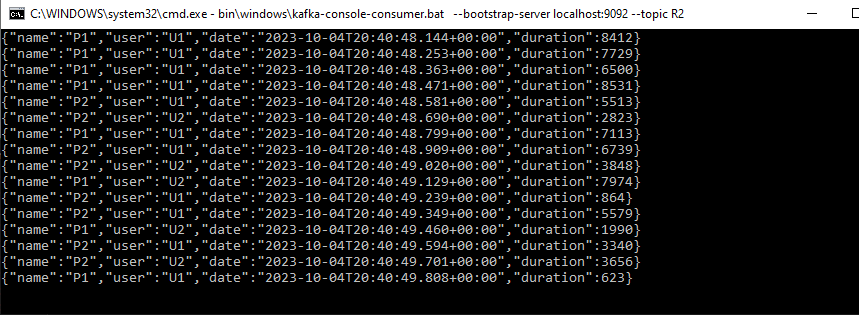 C:\WINDOWS\system32\cmd.exe - bin\windows\kafka-console-consumer.bat --bootstrap-server localhost:9092 --topic R2
{"name":"P1","user":"U1","date":"2023-10-04T20:40:48.144+00:00","duration":8412}
{"name":"P2","user":"U1","date":"2023-10-04T20:40:48.253+00:00","duration":7729}
{"name":"P1","user":"U1","date":"2023-10-04T20:40:48.363+00:00","duration":6500}
{"name":"P1","user":"U1","date":"2023-10-04T20:40:48.471+00:00","duration":8531}
{"name":"P2","user":"U1","date":"2023-10-04T20:40:48.581+00:00","duration":5513}
{"name":"P2","user":"U2","date":"2023-10-04T20:40:48.690+00:00","duration":2823}
{"name":"P1","user":"U1","date":"2023-10-04T20:40:48.799+00:00","duration":7113}
{"name":"P2","user":"U1","date":"2023-10-04T20:40:48.909+00:00","duration":6739}
{"name":"P2","user":"U2","date":"2023-10-04T20:40:49.020+00:00","duration":3848}
{"name":"P1","user":"U2","date":"2023-10-04T20:40:49.129+00:00","duration":7974}
{"name":"P2","user":"U1","date":"2023-10-04T20:40:49.239+00:00","duration":864}
{"name":"P2","user":"U1","date":"2023-10-04T20:40:49.349+00:00","duration":5579}
{"name":"P1","user":"U2","date":"2023-10-04T20:40:49.460+00:00","duration":1990}
{"name":"P2","user":"U1","date":"2023-10-04T20:40:49.594+00:00","duration":3340}
{"name":"P2","user":"U2","date":"2023-10-04T20:40:49.701+00:00","duration":3656}
{"name":"P1","user":"U1","date":"2023-10-04T20:40:49.808+00:00","duration":623}